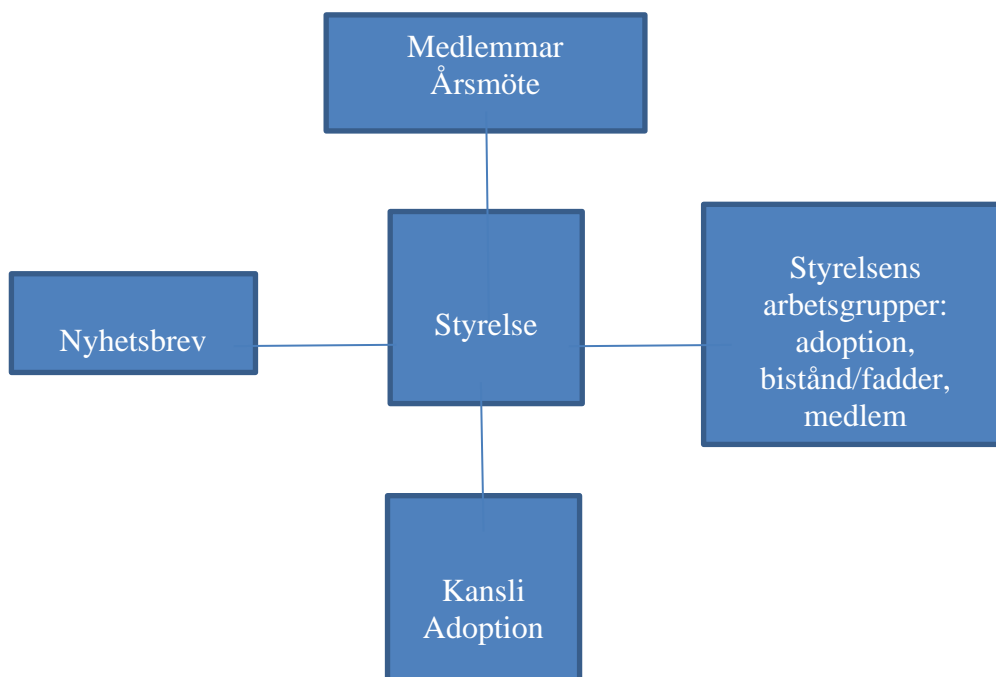 Medlemmar
Årsmöte
Nyhetsbrev
Styrelse
Styrelsens
arbetsgrupper:
adoption,
bistånd/fadder,
medlem
Kansli
Adoption